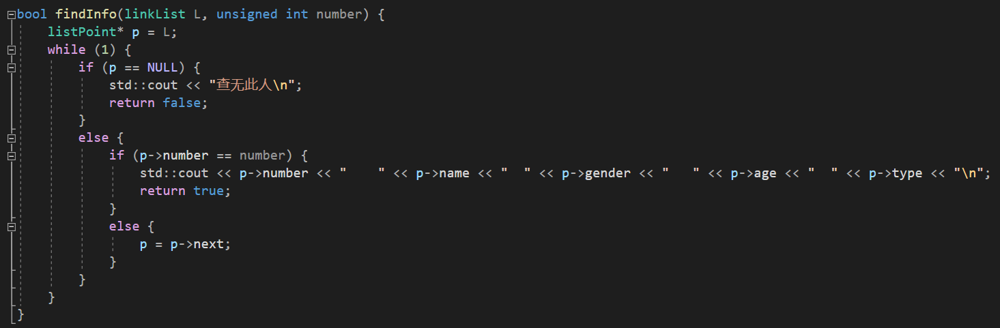 bool findInfo(linkList L, unsigned int number) {
    listPoint* p = L;
    while (1) {
        if (p == NULL) {
            std::cout << "查无此人\n";
            return false;
        }
        else {
            if (p->number == number) {
                std::cout << p->number << "    " << p->name << "  " << p->gender << "   " << p->age << "  " << p->type << "\n";
                return true;
            }
            else {
                p = p->next;
            }
        }
    }
}